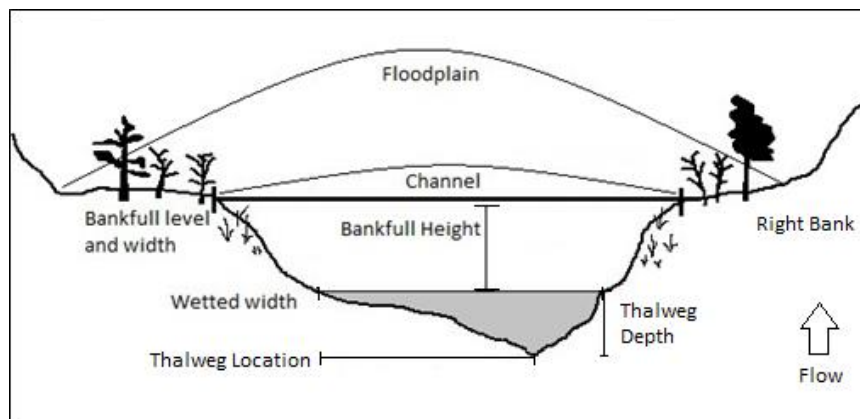 Floodplain
Channel
Bankfull level
and width
Bankfull Height
Right Bank
Wetted width
Thalweg
Depth
Thalweg Location
Flow